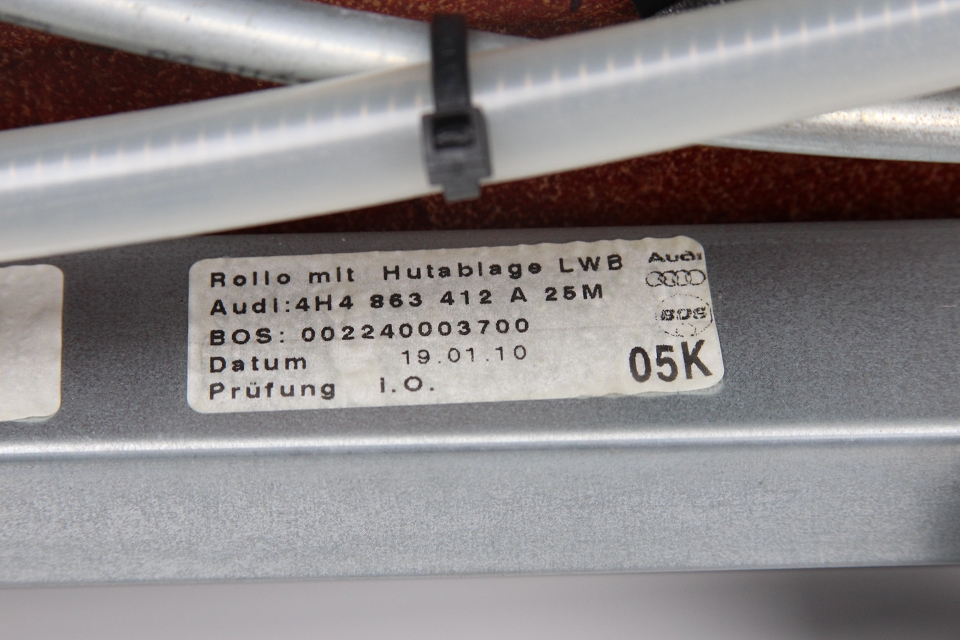 Rollo mit Hutablage LWB
Audi
Audi:4H4 863 412 A 25M
BOS: 002240003700
BOS
Datum 19.01.10
05K
Prüfung I.O.